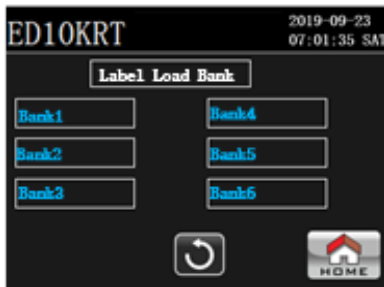 ED10KRT
2019-09-23
07:01:35 SAT
Label Load Bank
Bank1
Bank2
Bank3
Bank4
Bank5
Bank6
HOME